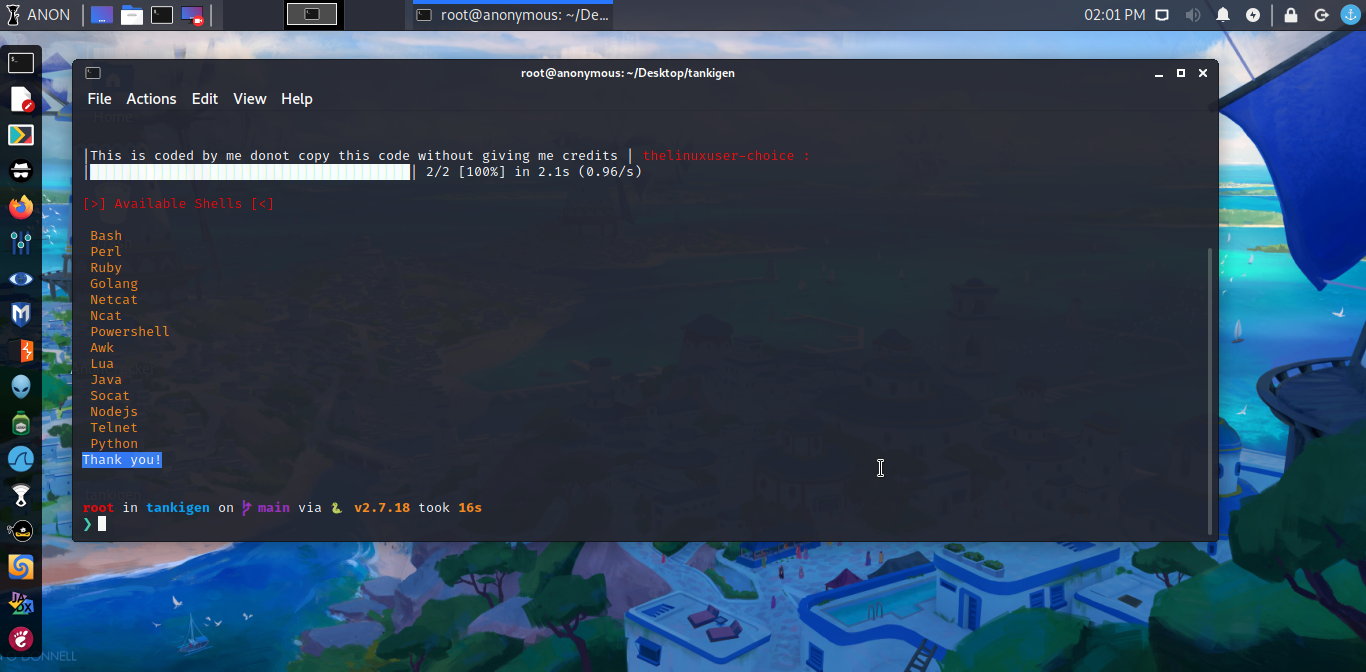 ANON
root@anonymous: ~/De...
02:01 PM
root@anonymous: ~/Desktop/tankigen
File Actions Edit View Help
Home
|This is coded by me donot copy this code without giving me credits | thelinuxuser-choice :
| 2/2 [100%] in 2.1s (0.96/s)
[>] Available Shells [<]
Bash
Perl
Ruby
Golang
Netcat
Ncat
Powershell
Awk
Lua
Java
Socat
Nodejs
Telnet
Python
Thank you!
root in tankigen on main via v2.7.18 took 16s
❯